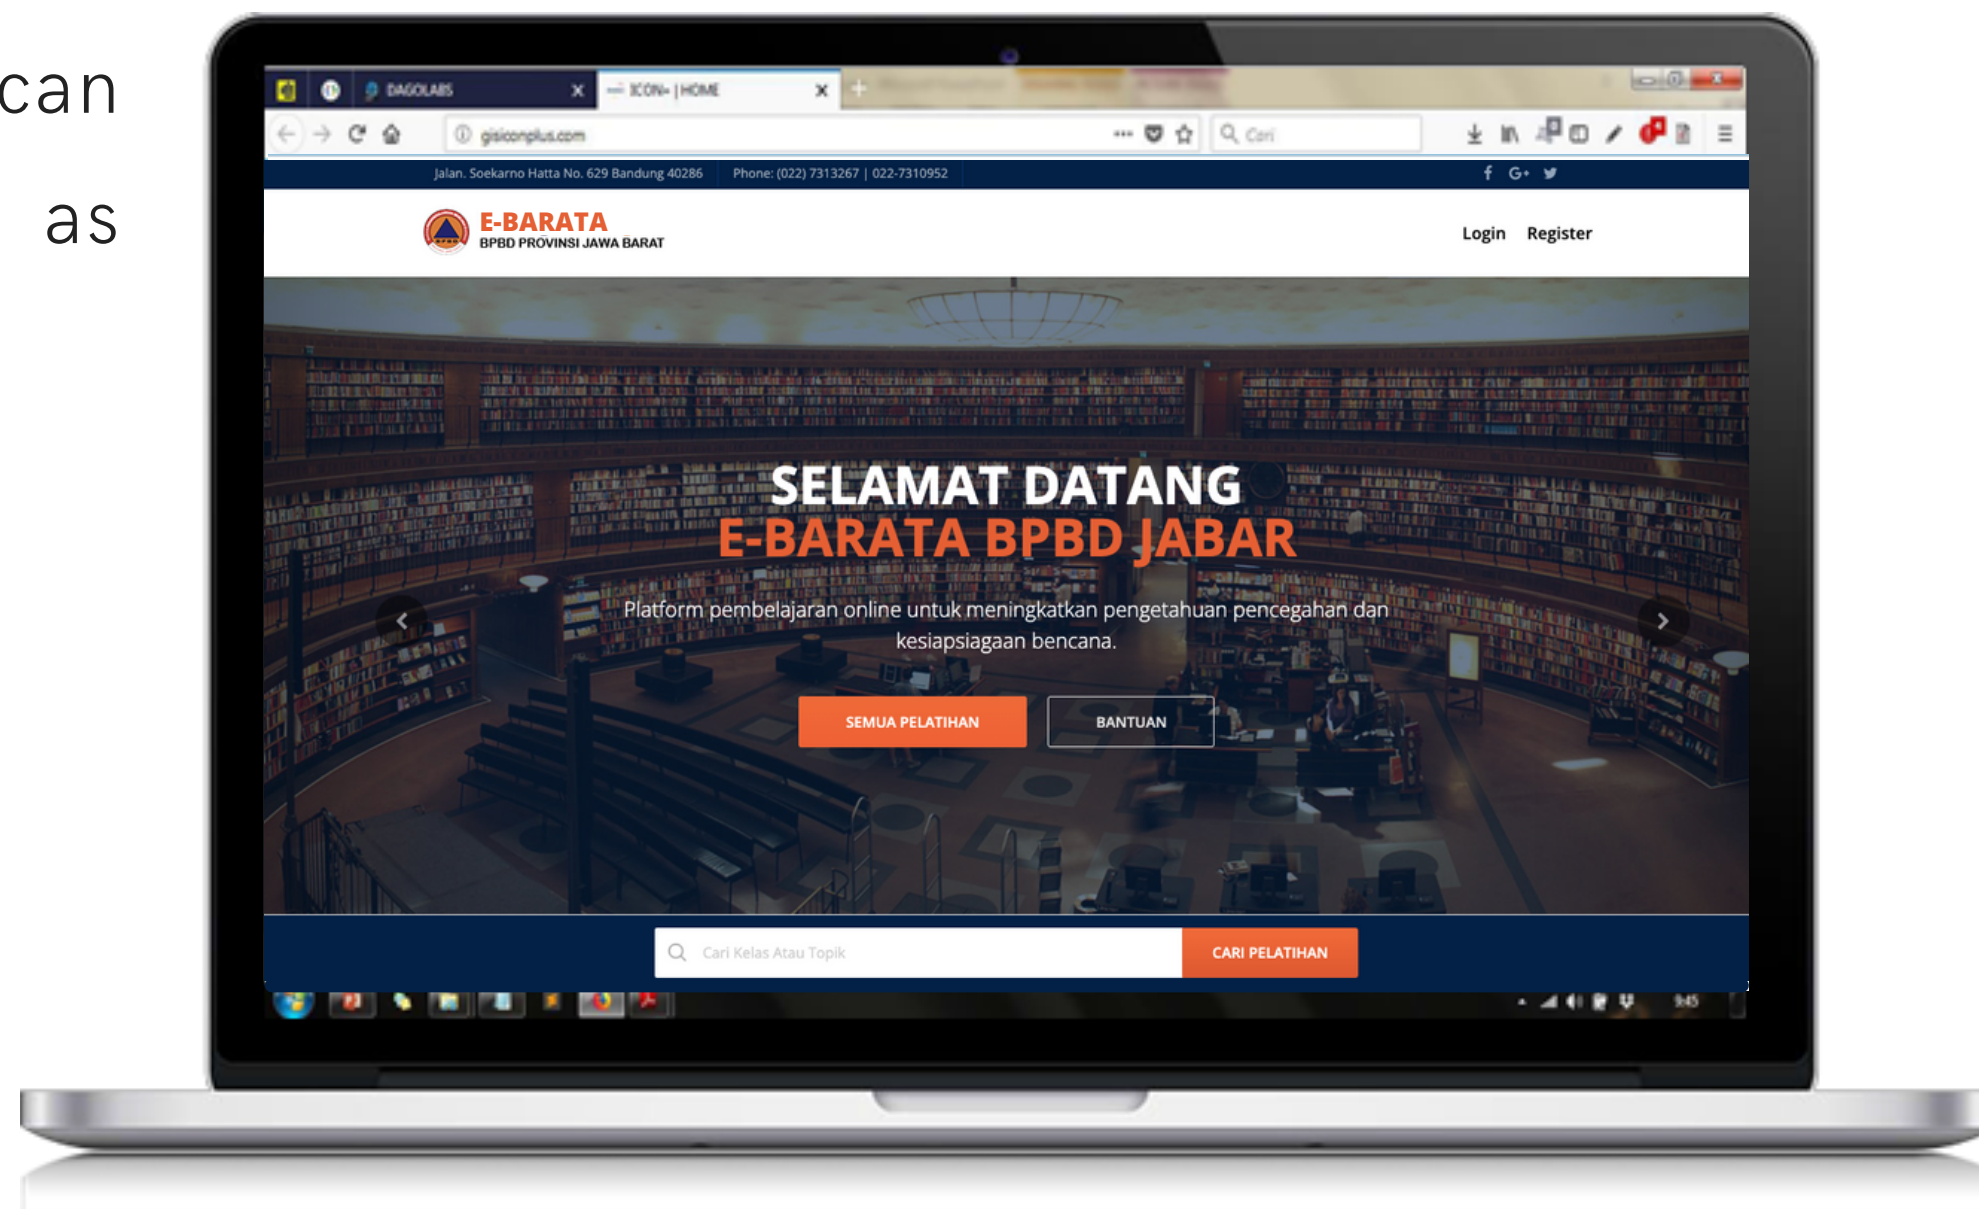 can
as
DAGOLABS
ICON+ | HOME
gisiconplus.com
Cari
Jalan. Soekarno Hatta No. 629 Bandung 40286
Phone: (022) 7313267 | 022-7310952
E-BARATA
BPBD PROVINSI JAWA BARAT
Login Register
SELAMAT DATANG
E-BARATA BPBD JABAR
Platform pembelajaran online untuk meningkatkan pengetahuan pencegahan dan
kesiapsiagaan bencana.
SEMUA PELATIHAN
BANTUAN
Cari Kelas Atau Topik
CARI PELATIHAN
9:45